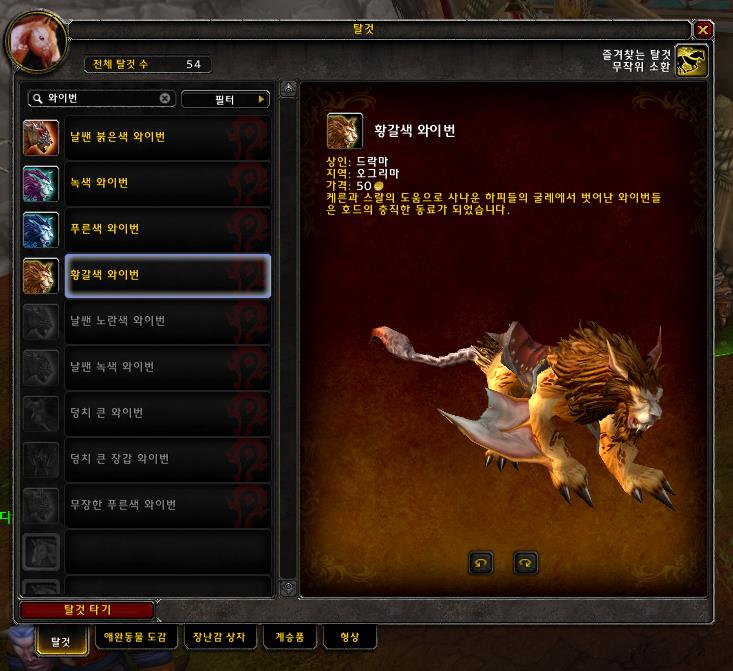 탈것
전체 탈것 수 54
즐겨찾는 탈것
무작위 소환
와이번
필터
날쌘 붉은색 와이번
녹색 와이번
푸른색 와이번
황갈색 와이번
날쌘 노란색 와이번
날쌘 녹색 와이번
덩치 큰 와이번
덩치 큰 장갑 와이번
무장한 푸른색 와이번
황갈색 와이번
상인: 드락마
지역: 오그리마
가격: 50
케른과 스랄의 도움으로 사나운 하피들의 굴레에서 벗어난 와이번들
은 호드의 충직한 동료가 되었습니다.
다
탈것 타기
탈것
애완동물 도감
장난감 상자
계승품
형상